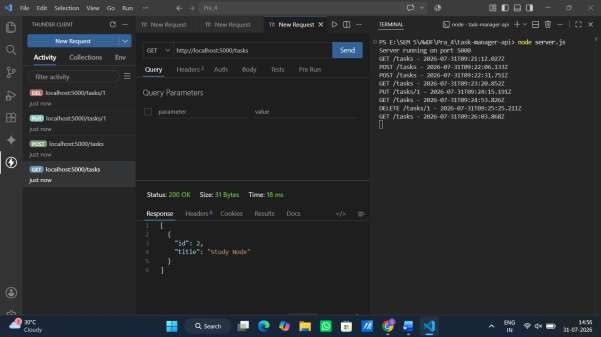 File Edit Selection View Go Run ...
Pra_4
THUNDER CLIENT
New Request
Activity Collections Env
filter activity
DEL localhost:5000/tasks/1
just now
PUT localhost:5000/tasks/1
just now
POST localhost:5000/tasks
just now
GET localhost:5000/tasks
just now
New Request New Request New Request
GET http://localhost:5000/tasks Send
Query Headers 2 Auth Body Tests Pre Run
Query Parameters
parameter value
Status: 200 OK Size: 31 Bytes Time: 18 ms
Response Headers 6 Cookies Results Docs
1 [
2 {
3 "id": 2,
4 "title": "Study Node"
5 }
6 ]
TERMINAL
node - task-manager-api
PS E:\SEM 5\AWDF\Pra_4\task-manager-api> node server.js
Server running on port 5000
GET /tasks - 2026-07-31T09:21:12.027Z
POST /tasks - 2026-07-31T09:22:06.133Z
POST /tasks - 2026-07-31T09:22:31.751Z
GET /tasks - 2026-07-31T09:23:20.852Z
PUT /tasks/1 - 2026-07-31T09:24:15.191Z
GET /tasks - 2026-07-31T09:24:53.826Z
DELETE /tasks/1 - 2026-07-31T09:25:25.211Z
GET /tasks - 2026-07-31T09:26:03.868Z
30°C
Cloudy
Search
ENG
IN
14:56
31-07-2026